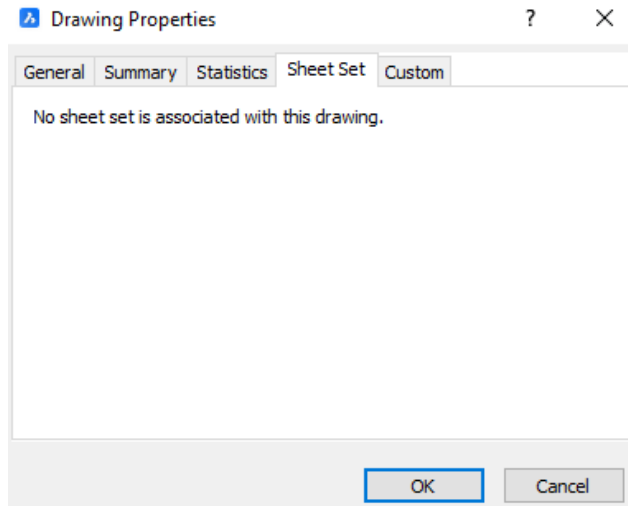 Drawing Properties ? ×
General Summary Statistics Sheet Set Custom
No sheet set is associated with this drawing.
OK Cancel